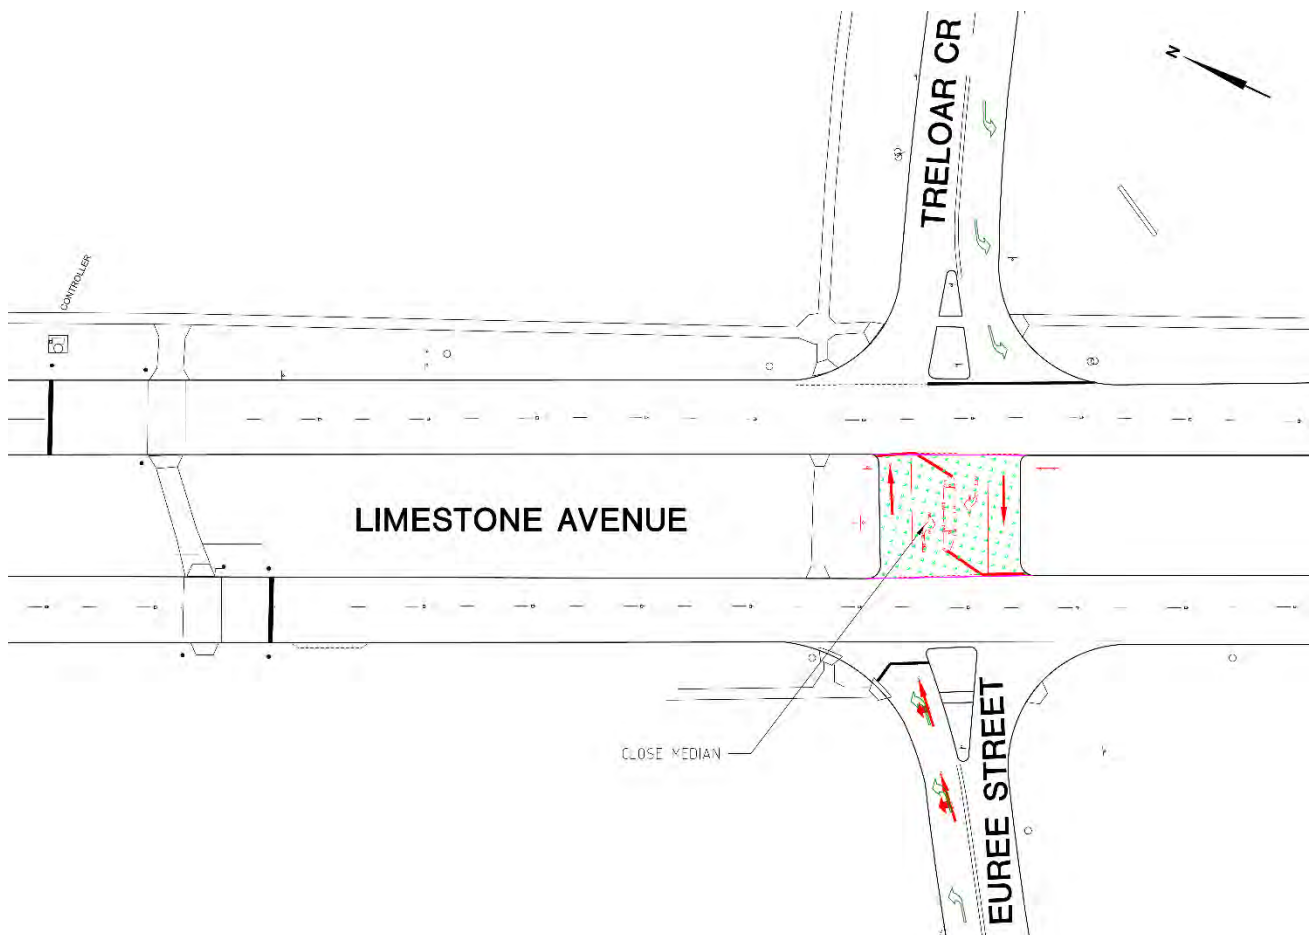 TRELOAR CR
N
CONTROLLER
LIMESTONE AVENUE
CLOSE MEDIAN
EUREE STREET